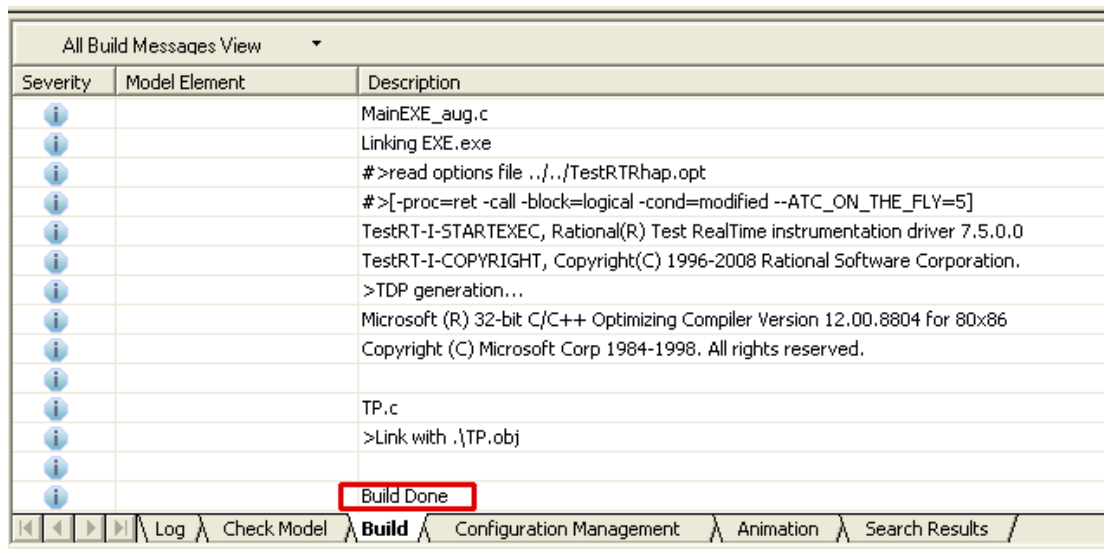 All Build Messages View
Severity Model Element Description
MainEXE_aug.c
Linking EXE.exe
#>read options file ../../TestRTRhap.opt
#>[-proc=ret -call -block=logical -cond=modified --ATC_ON_THE_FLY=5]
TestRT-I-STARTEXEC, Rational(R) Test RealTime instrumentation driver 7.5.0.0
TestRT-I-COPYRIGHT, Copyright(C) 1996-2008 Rational Software Corporation.
>TDP generation...
Microsoft (R) 32-bit C/C++ Optimizing Compiler Version 12.00.8804 for 80x86
Copyright (C) Microsoft Corp 1984-1998. All rights reserved.
TP.c
>Link with .\TP.obj
Build Done
Log Check Model Build Configuration Management Animation Search Results